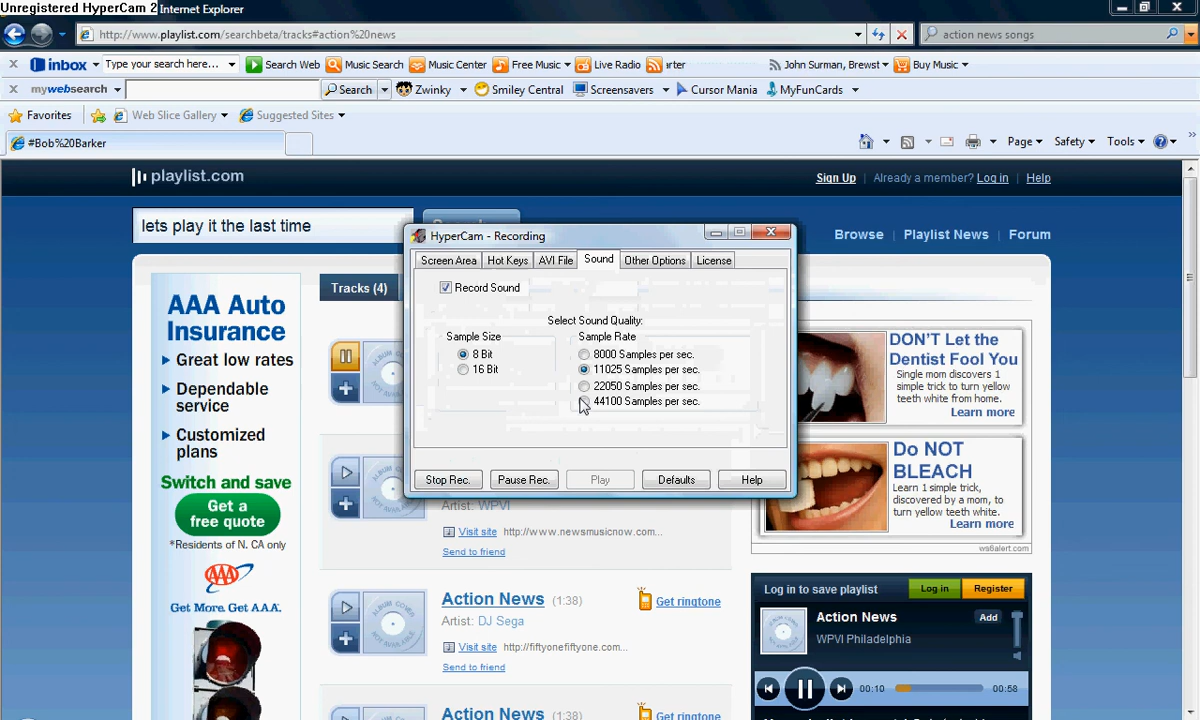 Unregistered HyperCam 2
Internet Explorer
http://www.playlist.com/searchbeta/tracks#action%20news
action news songs
x inbox Type your search here... Search Web Music Search Music Center Free Music Live Radio rter John Surman, Brewst Buy Music
x mywebsearch Search Zwinky Smiley Central Screensavers Cursor Mania MyFunCards
Favorites Web Slice Gallery Suggested Sites
#Bob%20Barker
Page Safety Tools
playlist.com
Sign Up | Already a member? Log in | Help
lets play it the last time
Browse | Playlist News | Forum
HyperCam - Recording
Screen Area Hot Keys AVI File Sound Other Options License
Record Sound
Select Sound Quality:
Sample Size
8 Bit
16 Bit
Sample Rate
8000 Samples per sec.
11025 Samples per sec.
22050 Samples per sec.
44100 Samples per sec.
Stop Rec. Pause Rec. Play Defaults Help
AAA Auto
Insurance
Great low rates
Dependable
service
Customized
plans
Switch and save
Get a
free quote
*Residents of N. CA only
AAA
Get More. Get AAA.
Tracks (4)
ALBUM COVER
NOT AVAILABLE
Artist: WPVI
Visit site http://www.newsmusicnow.com...
Send to friend
ALBUM COVER
NOT AVAILABLE
Action News (1:38)
Get ringtone
Artist: DJ Sega
Visit site http://fiftyonefiftyone.com...
Send to friend
Action News (1:38)
Get ringtone
DON'T Let the
Dentist Fool You
Single mom discovers 1
simple trick to turn yellow
teeth white from home.
Learn more
Do NOT
BLEACH
Learn 1 simple trick,
discovered by a mom, to
turn yellow teeth white.
Learn more
ws6alert.com
Log in to save playlist
Log in
Register
Action News
Add
WPVI Philadelphia
00:10
00:58